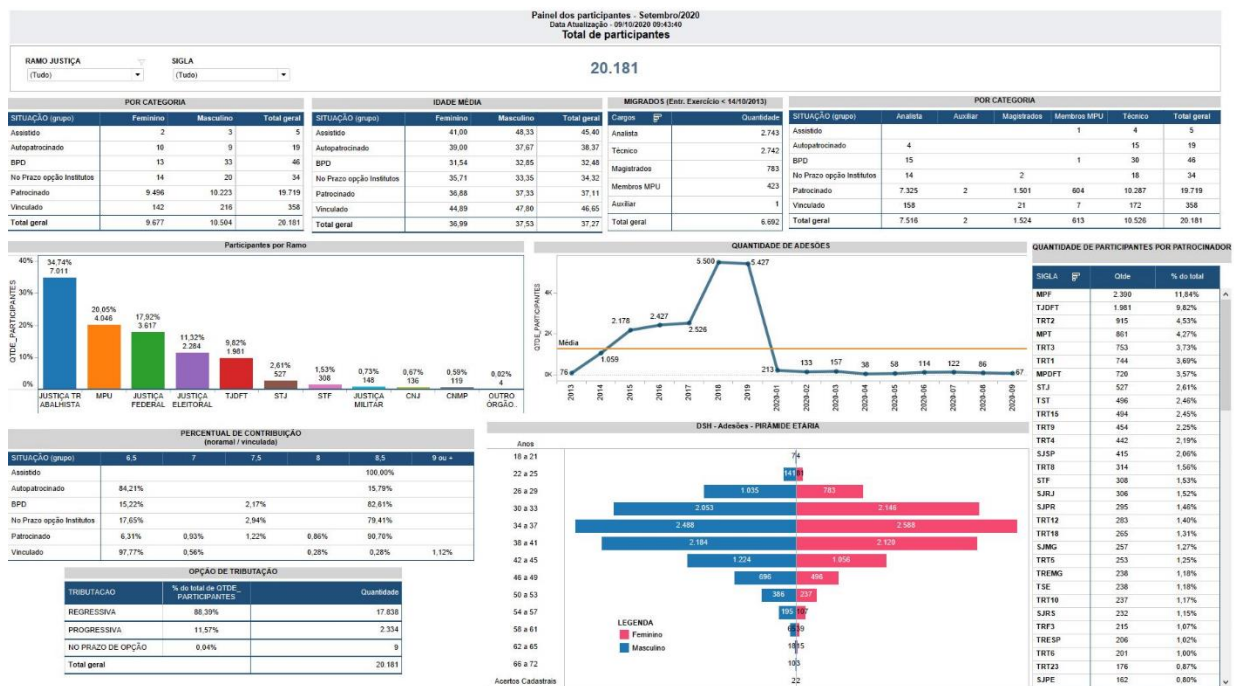 Painel dos participantes - Setembro/2020
Data Atualização - 09/10/2020 09:43:40
Total de participantes
RAMO JUSTIÇA SIGLA
(Tudo) (Tudo)
20.181
POR CATEGORIA
SITUAÇÃO (grupo) Feminino Masculino Total geral
Assistido 2 3 5
Autopatrocinado 10 9 19
BPD 13 33 46
No Prazo opção Institutos 14 20 34
Patrocinado 9.496 10.223 19.719
Vinculado 142 216 358
Total geral 9.677 10.504 20.181
IDADE MÉDIA
SITUAÇÃO (grupo) Feminino Masculino Total geral
Assistido 41,00 48,33 45,40
Autopatrocinado 39,00 37,67 38,37
BPD 31,54 32,85 32,48
No Prazo opção Institutos 35,71 33,35 34,32
Patrocinado 36,88 37,33 37,11
Vinculado 44,89 47,80 46,65
Total geral 36,99 37,53 37,27
MIGRADOS (Entr. Exercício < 14/10/2013)
Cargos Quantidade
Analista 2.743
Técnico 2.742
Magistrados 783
Membros MPU 423
Auxiliar 1
Total geral 6.692
POR CATEGORIA
SITUAÇÃO (grupo) Analista Auxiliar Magistrados Membros MPU Técnico Total geral
Assistido 1 4 5
Autopatrocinado 4 15 19
BPD 15 1 30 46
No Prazo opção Institutos 14 2 18 34
Patrocinado 7.325 2 1.501 604 10.287 19.719
Vinculado 158 21 7 172 358
Total geral 7.516 2 1.524 613 10.526 20.181
Participantes por Ramo
QTDE_PARTICIPANTES
40%
30%
20%
10%
0%
34,74%
7.011
20,05%
4.046
17,92%
3.617
11,32%
2.284
9,82%
1.981
2,61%
527
1,53%
308
0,73%
148
0,67%
136
0,59%
119
0,02%
4
JUSTIÇA TR
ABALHISTA
MPU
JUSTIÇA
FEDERAL
JUSTIÇA
ELEITORAL
TJDFT
STJ
STF
JUSTIÇA
MILITAR
CNJ
CNMP
OUTRO
ÓRGÃO..
QUANTIDADE DE ADESÕES
QTDE_PARTICIPANTES
4K
2K
0K
Média
76 1.059 2.178 2.427 2.526 5.500 5.427 213 133 157 38 58 114 122 86 67
2013 2014 2015 2016 2017 2018 2019 2020-01 2020-02 2020-03 2020-04 2020-05 2020-06 2020-07 2020-08 2020-09
QUANTIDADE DE PARTICIPANTES POR PATROCINADOR
SIGLA Qtde % do total
MPF 2.390 11,84%
TJDFT 1.981 9,82%
TRT2 915 4,53%
MPT 861 4,27%
TRT3 753 3,73%
TRT1 744 3,69%
MPDFT 720 3,57%
STJ 527 2,61%
TST 496 2,46%
TRT15 494 2,45%
TRT9 454 2,25%
TRT4 442 2,19%
SJSP 415 2,06%
TRT8 314 1,56%
STF 308 1,53%
SJRJ 306 1,52%
SJPR 295 1,46%
TRT12 283 1,40%
TRT18 265 1,31%
SJMG 257 1,27%
TRT5 253 1,25%
TREMG 238 1,18%
TSE 238 1,18%
TRT10 237 1,17%
SJRS 232 1,15%
TRF3 215 1,07%
TRESP 206 1,02%
TRT6 201 1,00%
TRT23 176 0,87%
SJPE 162 0,80%
PERCENTUAL DE CONTRIBUIÇÃO
(noramal / vinculada)
SITUAÇÃO (grupo) 6,5 7 7,5 8 8,5 9 ou +
Assistido 100,00%
Autopatrocinado 84,21% 15,79%
BPD 15,22% 2,17% 82,61%
No Prazo opção Institutos 17,65% 2,94% 79,41%
Patrocinado 6,31% 0,93% 1,22% 0,86% 90,70%
Vinculado 97,77% 0,56% 0,28% 0,28% 1,12%
OPÇÃO DE TRIBUTAÇÃO
TRIBUTACAO % do total de QTDE_ PARTICIPANTES Quantidade
REGRESSIVA 88,39% 17.838
PROGRESSIVA 11,57% 2.334
NO PRAZO DE OPÇÃO 0,04% 9
Total geral 20.181
DSH - Adesões - PIRÂMIDE ETÁRIA
Anos
18 a 21 7 4
22 a 25 141 81
26 a 29 1.035 783
30 a 33 2.053 2.146
34 a 37 2.488 2.588
38 a 41 2.184 2.120
42 a 45 1.224 1.056
46 a 49 696 496
50 a 53 386 237
54 a 57 195 107
58 a 61
62 a 65 18 15
66 a 72 10 3
Acertos Cadastrais 2 2
LEGENDA
Feminino
Masculino